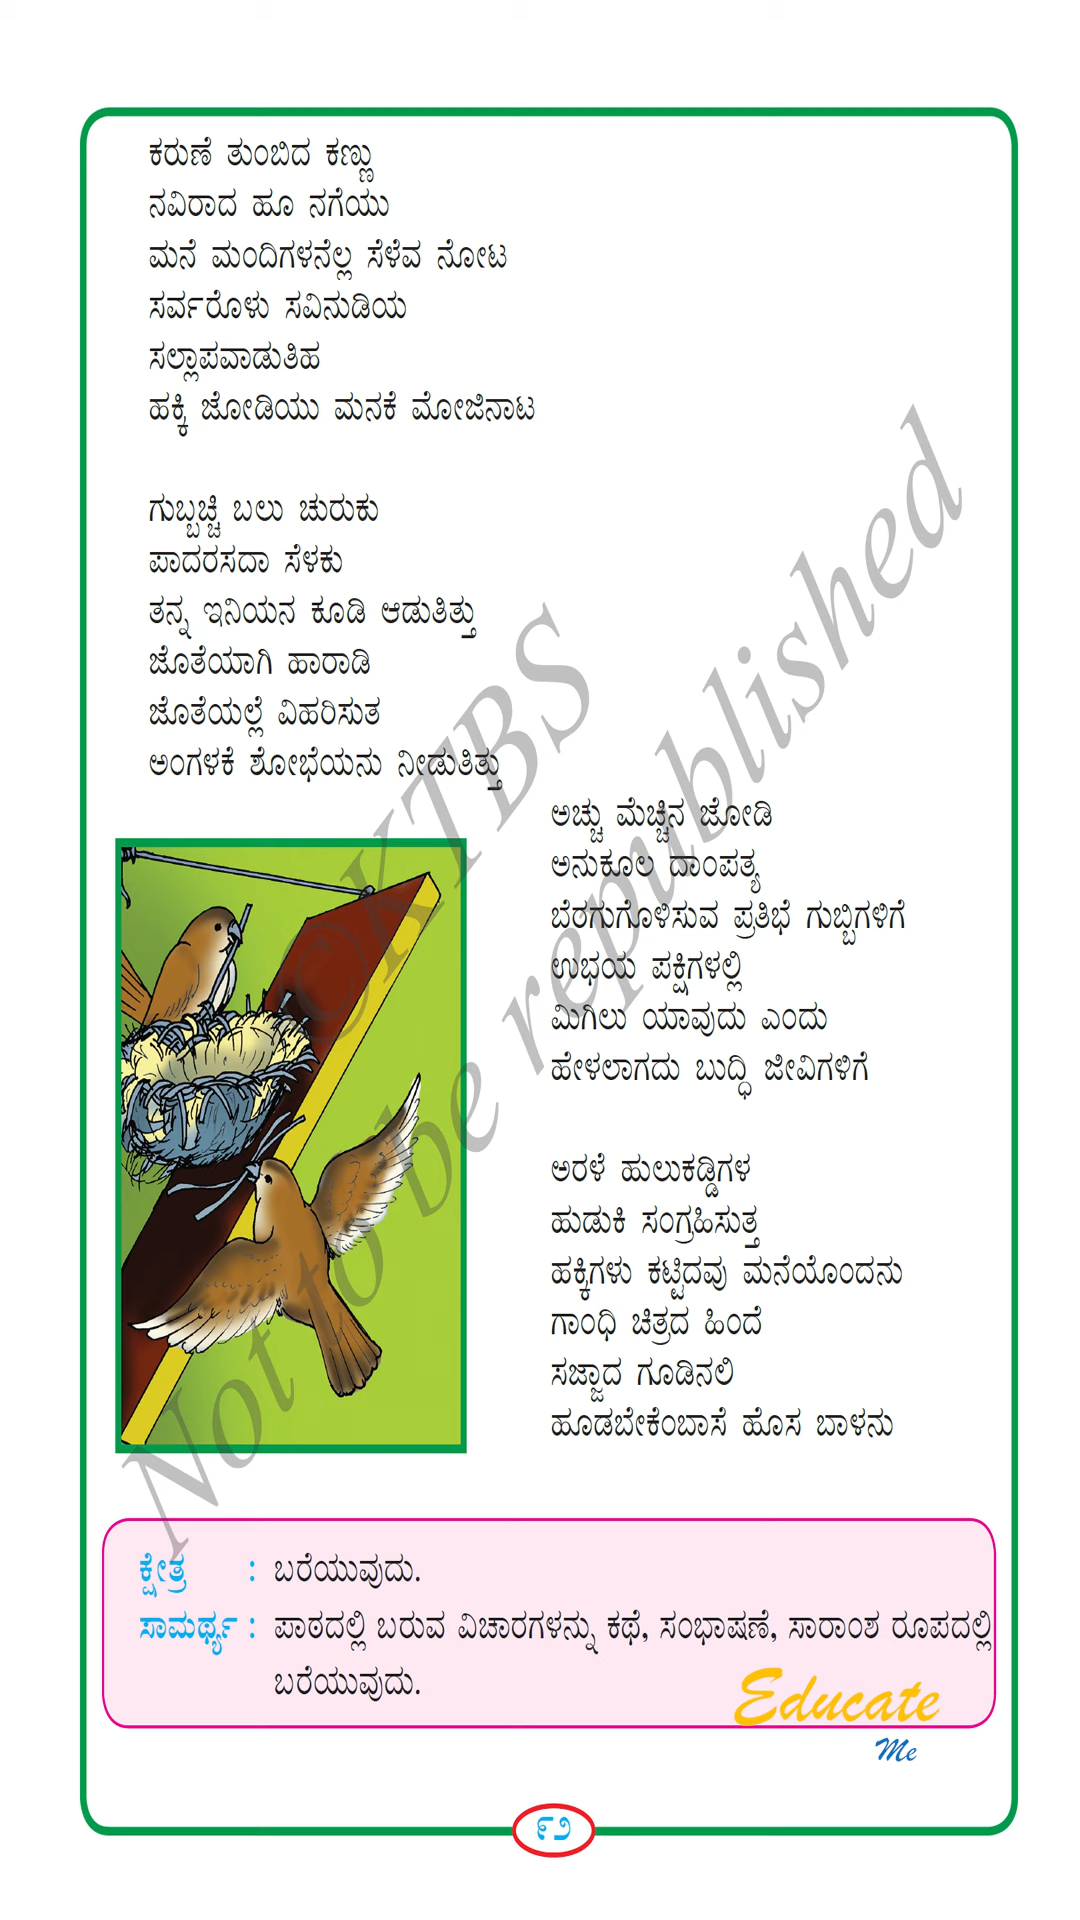 ಕರುಣೆ ತುಂಬಿದ ಕಣ್ಣು
ನವಿರಾದ ಹೂ ನಗೆಯು
ಮನೆ ಮಂದಿಗಳನೆಲ್ಲ ಸೆಳೆವ ನೋಟ
ಸರ್ವರೊಳು ಸವಿನುಡಿಯ
ಸಲ್ಲಾಪವಾಡುತಿಹ
ಹಕ್ಕಿ ಜೋಡಿಯು ಮನಕೆ ಮೋಜಿನಾಟ
ಗುಬ್ಬಚ್ಚಿ ಬಲು ಚುರುಕು
ಪಾದರಸದಾ ಸೆಳಕು
ತನ್ನ ಇನಿಯನ ಕೂಡಿ ಆಡುತಿತ್ತು
ಜೊತೆಯಾಗಿ ಹಾರಾಡಿ
ಜೊತೆಯಲ್ಲೆ ವಿಹರಿಸುತ
ಅಂಗಳಕೆ ಶೋಭೆಯನು ನೀಡುತಿತ್ತು
ಅಚ್ಚು ಮೆಚ್ಚಿನ ಜೋಡಿ
ಅನುಕೂಲ ದಾಂಪತ್ಯ
ಬೆರಗುಗೊಳಿಸುವ ಪ್ರತಿಭೆ ಗುಬ್ಬಿಗಳಿಗೆ
ಉಭಯ ಪಕ್ಷಿಗಳಲ್ಲಿ
ಮಿಗಿಲು ಯಾವುದು ಎಂದು
ಹೇಳಲಾಗದು ಬುದ್ಧಿ ಜೀವಿಗಳಿಗೆ
ಅರಳೆ ಹುಲುಕಡ್ಡಿಗಳ
ಹುಡುಕಿ ಸಂಗ್ರಹಿಸುತ್ತ
ಹಕ್ಕಿಗಳು ಕಟ್ಟಿದವು ಮನೆಯೊಂದನು
ಗಾಂಧಿ ಚಿತ್ರದ ಹಿಂದೆ
ಸಜ್ಜಾದ ಗೂಡಿನಲಿ
ಹೂಡಬೇಕೆಂಬಾಸೆ ಹೊಸ ಬಾಳನು
©KTBS
Not to be republished
ಕ್ಷೇತ್ರ : ಬರೆಯುವುದು.
ಸಾಮರ್ಥ್ಯ : ಪಾಠದಲ್ಲಿ ಬರುವ ವಿಚಾರಗಳನ್ನು ಕಥೆ, ಸಂಭಾಷಣೆ, ಸಾರಾಂಶ ರೂಪದಲ್ಲಿ
ಬರೆಯುವುದು.
Educate
Me
೯೨